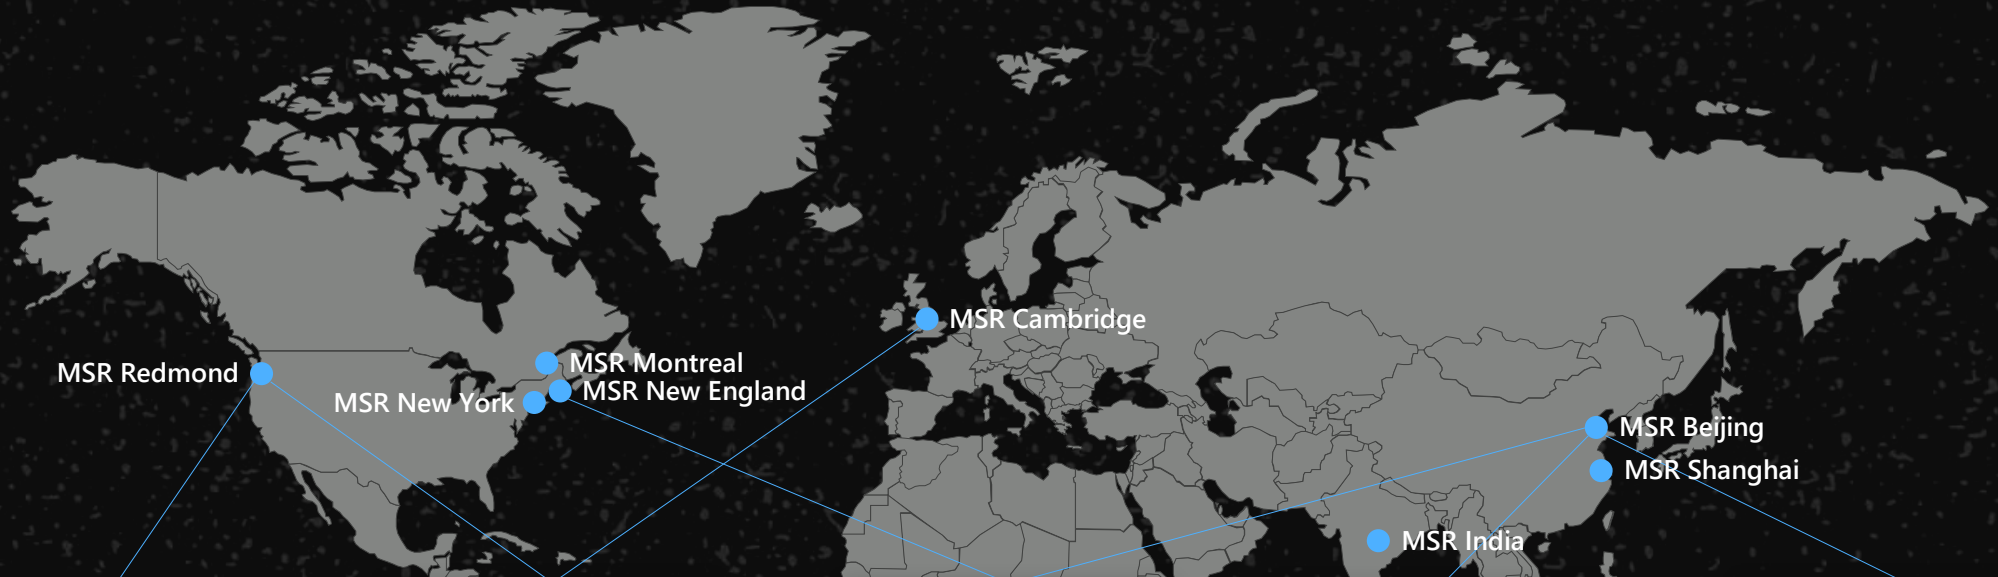 MSR Cambridge
MSR Redmond
MSR Montreal
MSR New England
MSR New York
MSR Beijing
MSR Shanghai
MSR India